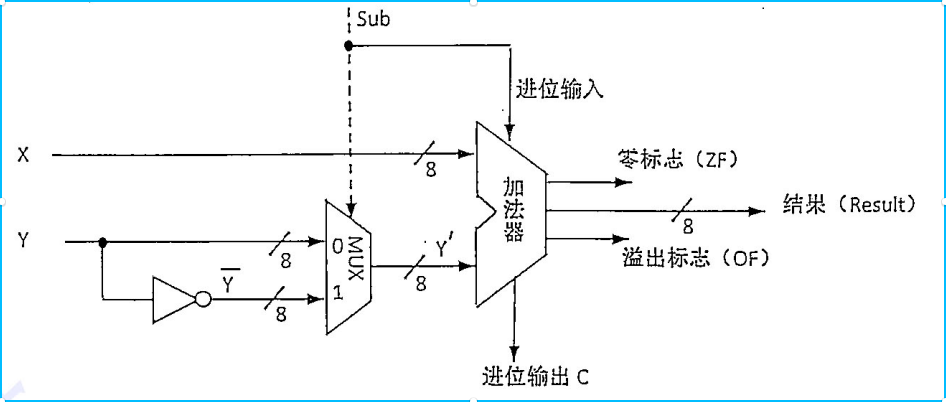 Sub
进位输入
X
8
零标志（ZF）
加法器
结果（Result）
8
Y
8
0
MUX
1
Y'
8
溢出标志（OF）
Y̅
8
进位输出 C